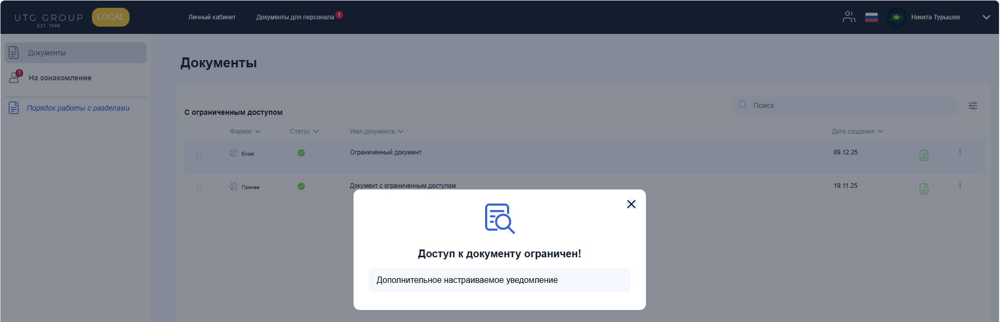 UTG GROUP
EST. 1998
LOCAL
Личный кабинет
Документы для персонала 1
Никита Турышев
Документы
1
На ознакомление
Порядок работы с разделами
Документы
С ограниченным доступом
Поиск
Формат Статус Имя документа Дата создания
Excel Ограниченный документ 09.12.25
Прочее Документ с ограниченным доступом 19.11.25
Доступ к документу ограничен!
Дополнительное настраиваемое уведомление